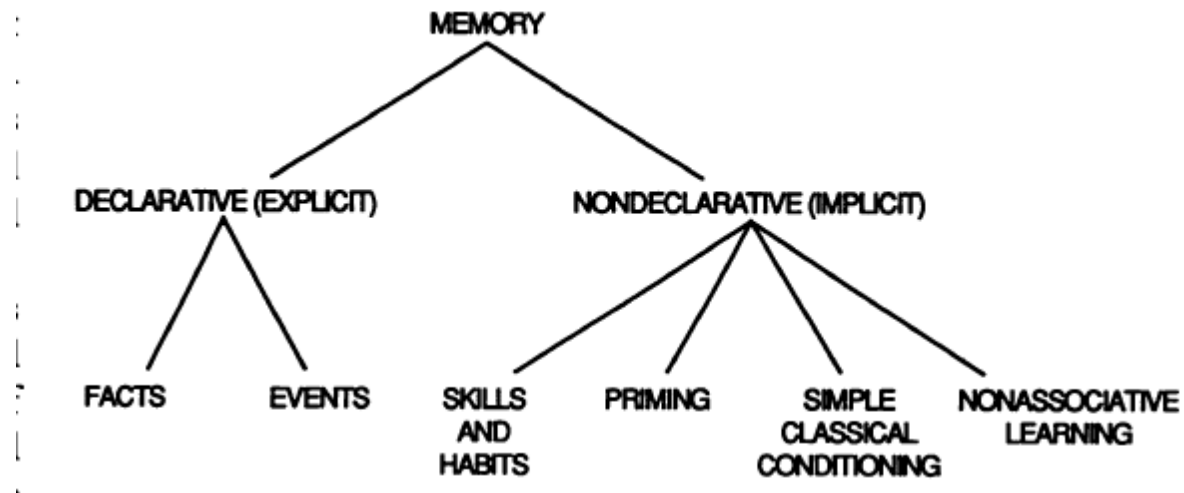 MEMORY
DECLARATIVE (EXPLICIT)
NONDECLARATIVE (IMPLICIT)
FACTS
EVENTS
SKILLS
AND
HABITS
PRIMING
SIMPLE
CLASSICAL
CONDITIONING
NONASSOCIATIVE
LEARNING